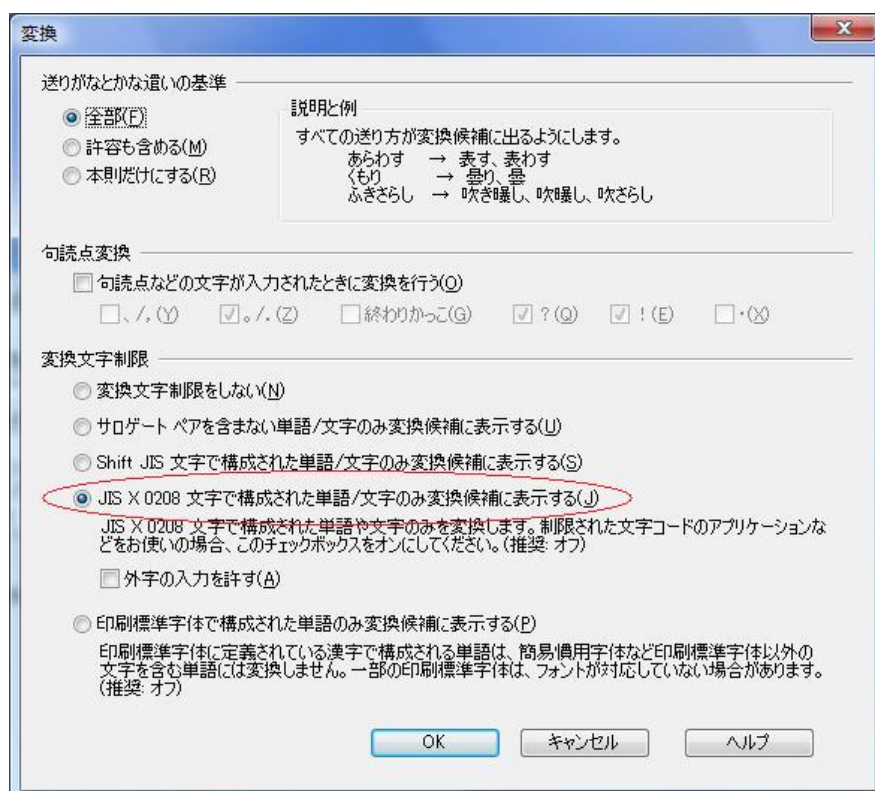 変換
送りがなとかな遣いの基準
全部(F)
許容も含める(M)
本則だけにする(R)
説明と例
すべての送り方が変換候補に出るようにします。
あらわす → 表す、表わす
くもり → 曇り、曇
ふきさらし → 吹き曝し、吹曝し、吹さらし
句読点変換
句読点などの文字が入力されたときに変換を行う(O)
、/,(Y) 。/.(Z) 終わりかっこ(G) ?(Q) !(E) ・(X)
変換文字制限
変換文字制限をしない(N)
サロゲート ペアを含まない単語/文字のみ変換候補に表示する(U)
Shift JIS 文字で構成された単語/文字のみ変換候補に表示する(S)
JIS X 0208 文字で構成された単語/文字のみ変換候補に表示する(J)
JIS X 0208 文字で構成された単語や文字のみを変換します。制限された文字コードのアプリケーションな
どをお使いの場合、このチェックボックスをオンにしてください。(推奨: オフ)
外字の入力を許す(A)
印刷標準字体で構成された単語のみ変換候補に表示する(P)
印刷標準字体に定義されている漢字で構成される単語は、簡易慣用字体など印刷標準字体以外の
文字を含む単語には変換しません。一部の印刷標準字体は、フォントが対応していない場合があります。
(推奨: オフ)
OK キャンセル ヘルプ